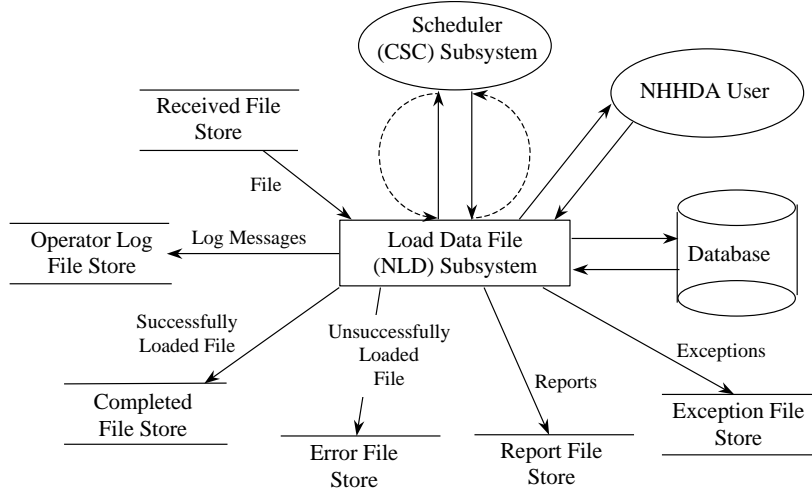 Scheduler
(CSC) Subsystem
NHHDA User
Received File
Store
File
Operator Log
File Store
Log Messages
Load Data File
(NLD) Subsystem
Database
Successfully
Loaded File
Unsuccessfully
Loaded
File
Reports
Exceptions
Completed
File Store
Error File
Store
Report File
Store
Exception File
Store